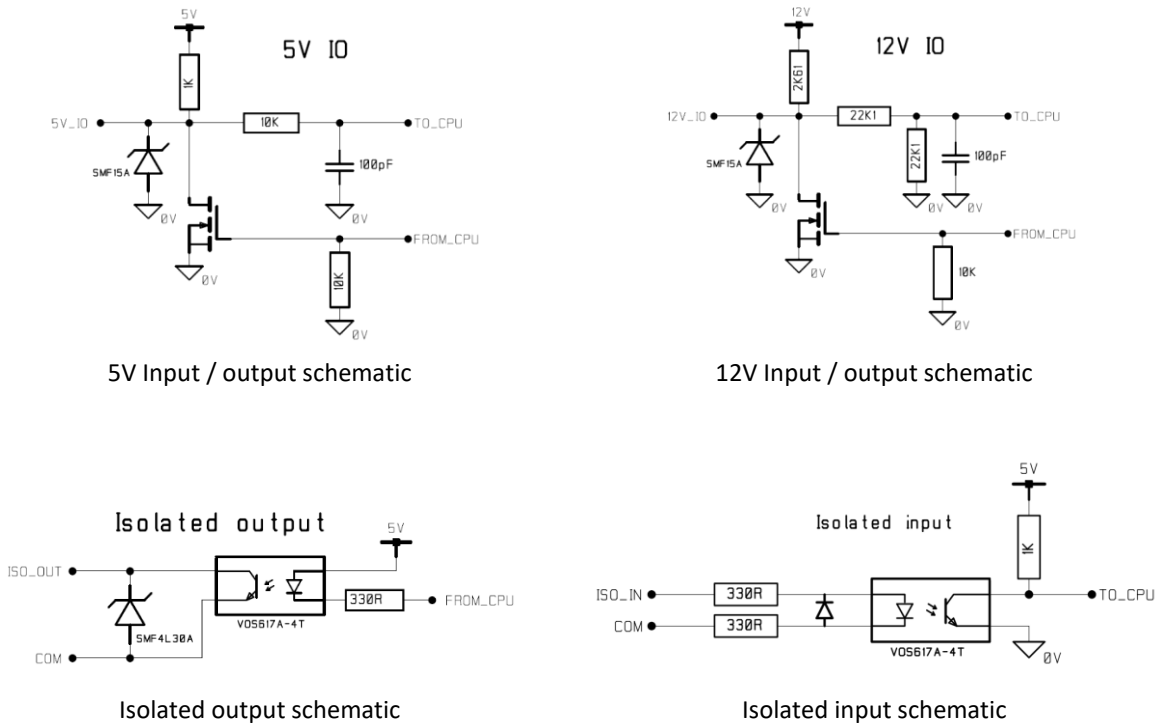 5V
5V IO
1K
5V_IO
10K
TO_CPU
SMF15A
100pF
0V
0V
FROM_CPU
0V
10K
0V
5V Input / output schematic
12V
12V IO
2K61
12V_IO
22K1
TO_CPU
SMF15A
22K1
100pF
0V
0V
0V
FROM_CPU
0V
10K
0V
12V Input / output schematic
Isolated output
5V
ISO_OUT
330R
FROM_CPU
VOS617A-4T
SMF4L30A
COM
Isolated output schematic
5V
Isolated input
1K
ISO_IN
330R
TO_CPU
COM
330R
VOS617A-4T
0V
Isolated input schematic